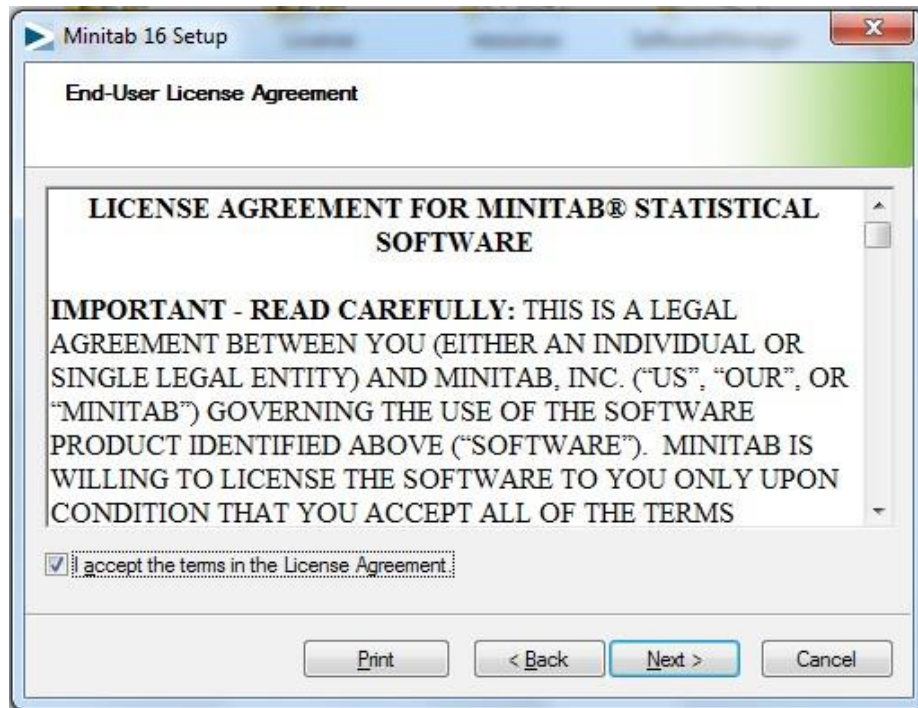 Minitab 16 Setup
End-User License Agreement
LICENSE AGREEMENT FOR MINITAB® STATISTICAL
SOFTWARE
IMPORTANT - READ CAREFULLY: THIS IS A LEGAL
AGREEMENT BETWEEN YOU (EITHER AN INDIVIDUAL OR
SINGLE LEGAL ENTITY) AND MINITAB, INC. (“US”, “OUR”, OR
“MINITAB”) GOVERNING THE USE OF THE SOFTWARE
PRODUCT IDENTIFIED ABOVE (“SOFTWARE”).  MINITAB IS
WILLING TO LICENSE THE SOFTWARE TO YOU ONLY UPON
CONDITION THAT YOU ACCEPT ALL OF THE TERMS
I accept the terms in the License Agreement.
Print < Back Next > Cancel